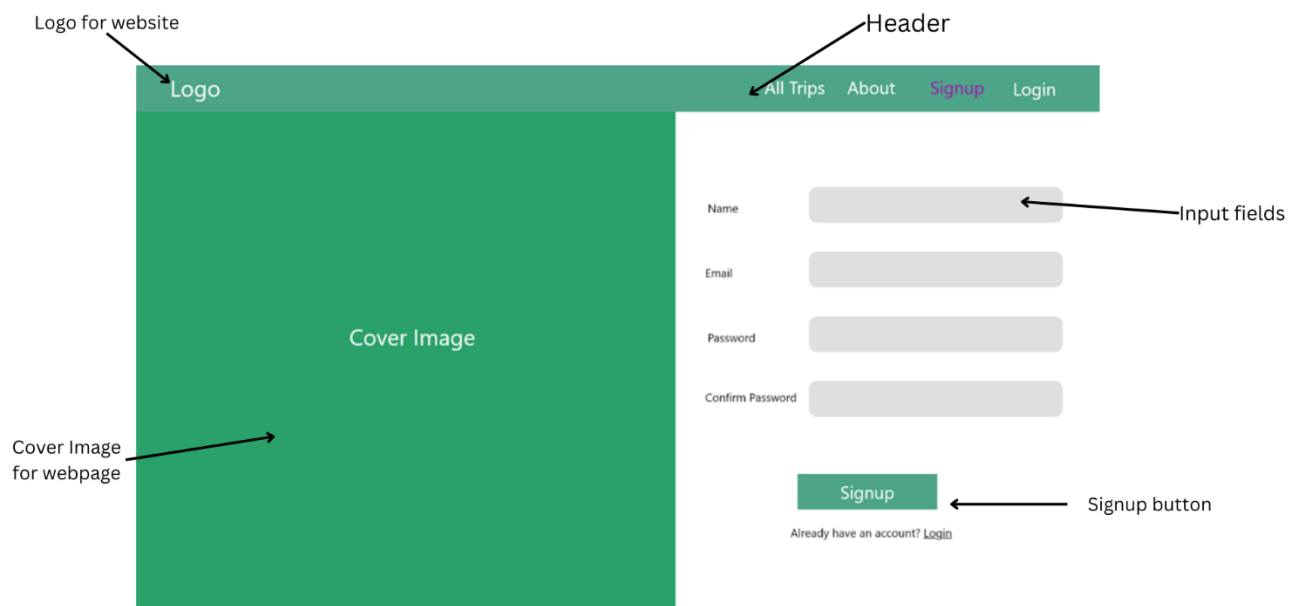 Logo for website
Header
Logo
All Trips
About
Signup
Login
Name
Input fields
Email
Cover Image
Password
Confirm Password
Cover Image
for webpage
Signup
Signup button
Already have an account? Login